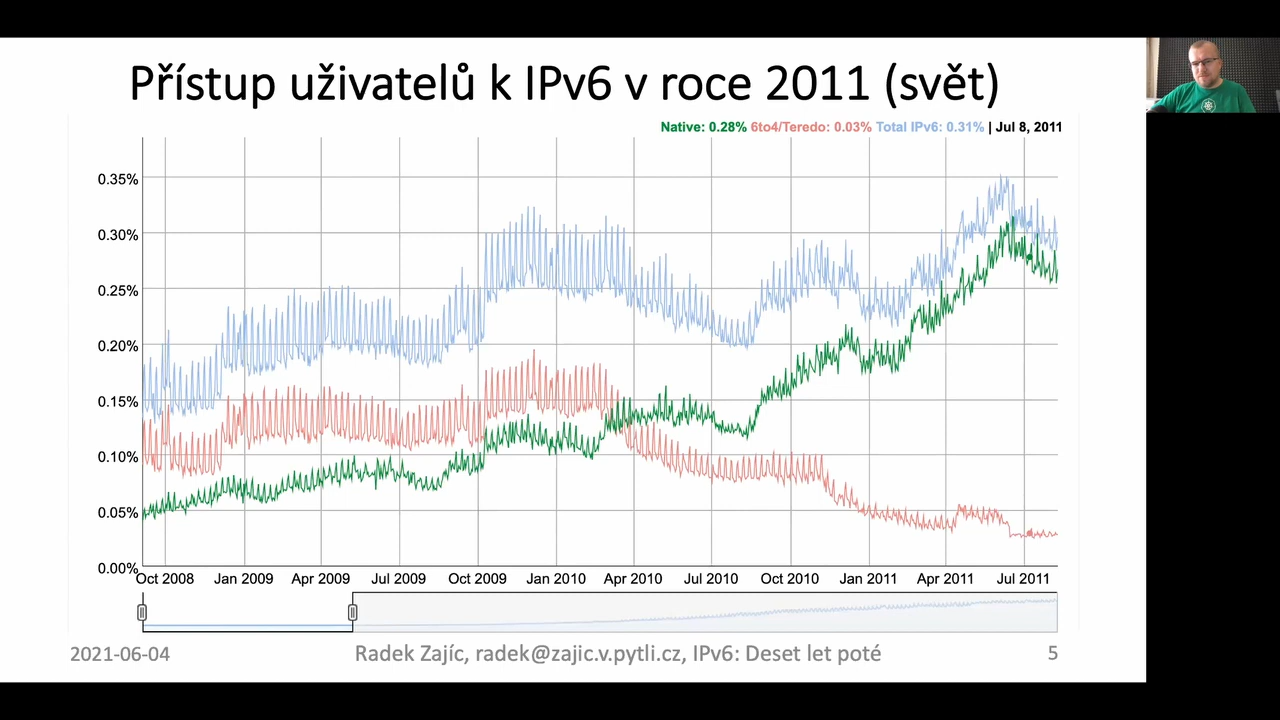 Přístup uživatelů k IPv6 v roce 2011 (svět)
Native: 0.28% 6to4/Teredo: 0.03% Total IPv6: 0.31% | Jul 8, 2011
0.35%
0.30%
0.25%
0.20%
0.15%
0.10%
0.05%
0.00%
Oct 2008 Jan 2009 Apr 2009 Jul 2009 Oct 2009 Jan 2010 Apr 2010 Jul 2010 Oct 2010 Jan 2011 Apr 2011 Jul 2011
2021-06-04 Radek Zajíc, radek@zajic.v.pytli.cz, IPv6: Deset let poté 5